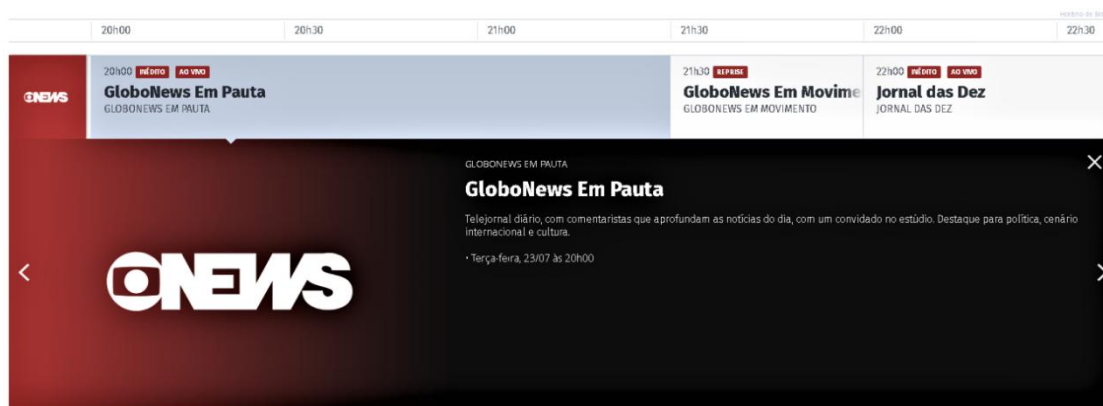 20h00 20h30 21h00 21h30 22h00 22h30
NEWS
20h00 INÉDITO AO VIVO
GloboNews Em Pauta
GLOBONEWS EM PAUTA
21h30 REPRISE
GloboNews Em Movime
GLOBONEWS EM MOVIMENTO
22h00 INÉDITO AO VIVO
Jornal das Dez
JORNAL DAS DEZ
GLOBONEWS EM PAUTA
GloboNews Em Pauta
Telejornal diário, com comentaristas que aprofundam as notícias do dia, com um convidado no estúdio. Destaque para política, cenário
internacional e cultura.
• Terça-feira, 23/07 às 20h00
NEWS